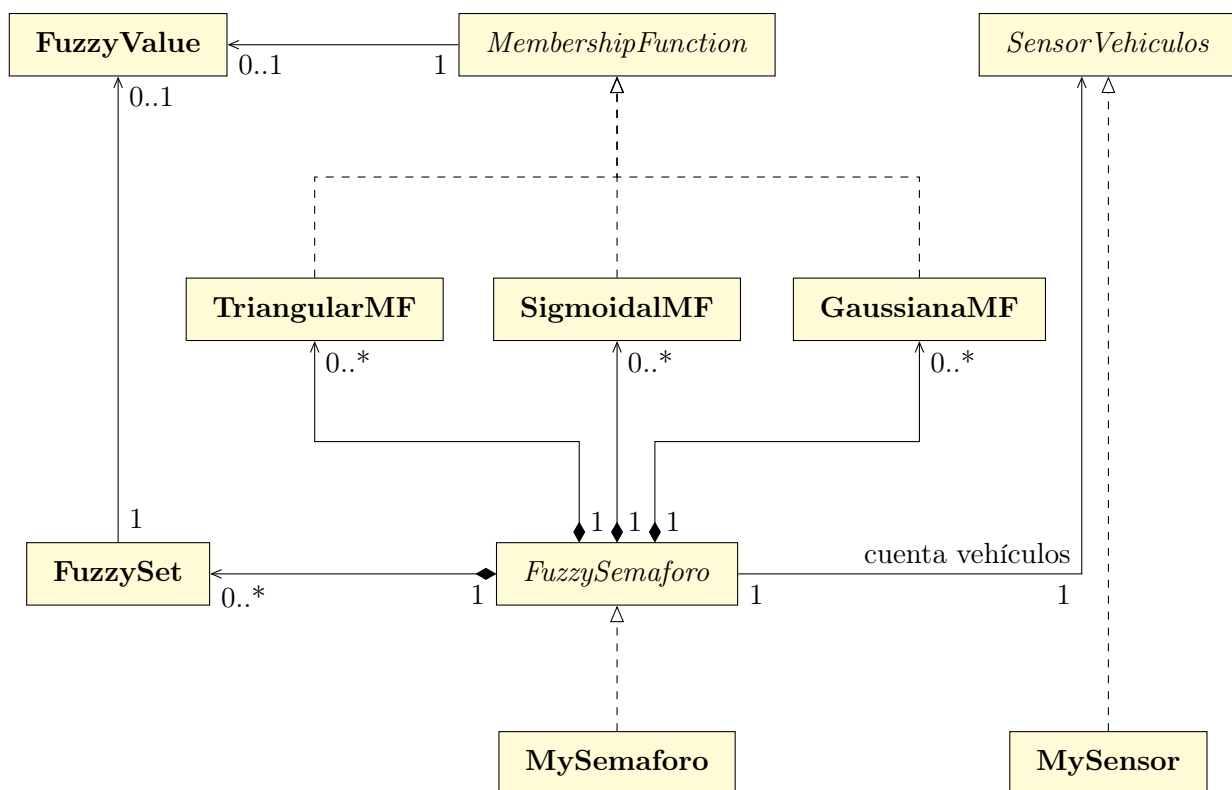 FuzzyValue
MembershipFunction
SensorVehiculos
0..1
1
0..1
TriangularMF
SigmoidalMF
GaussianaMF
0..*
0..*
0..*
1
1
1
1
FuzzySet
FuzzySemaforo
cuenta vehículos
0..*
1
1
1
MySemaforo
MySensor